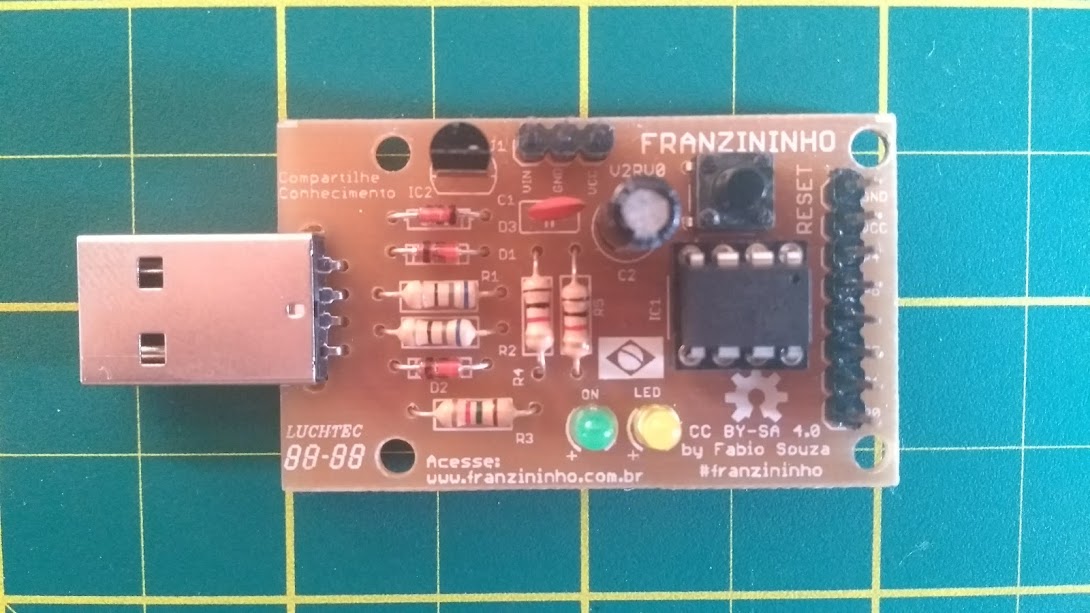 FRANZININHO
V2RV0
J1
VIN
GND
VCC
Compartilhe
Conhecimento
IC2
C1
D3
D1
R1
C2
RESET
GND
VCC
IC1
R5
R2
R4
D2
R3
ON
LED
+
+
LUCHTEC
88-88
Acesse:
www.franzininho.com.br
CC BY-SA 4.0
by Fabio Souza
#franzininho